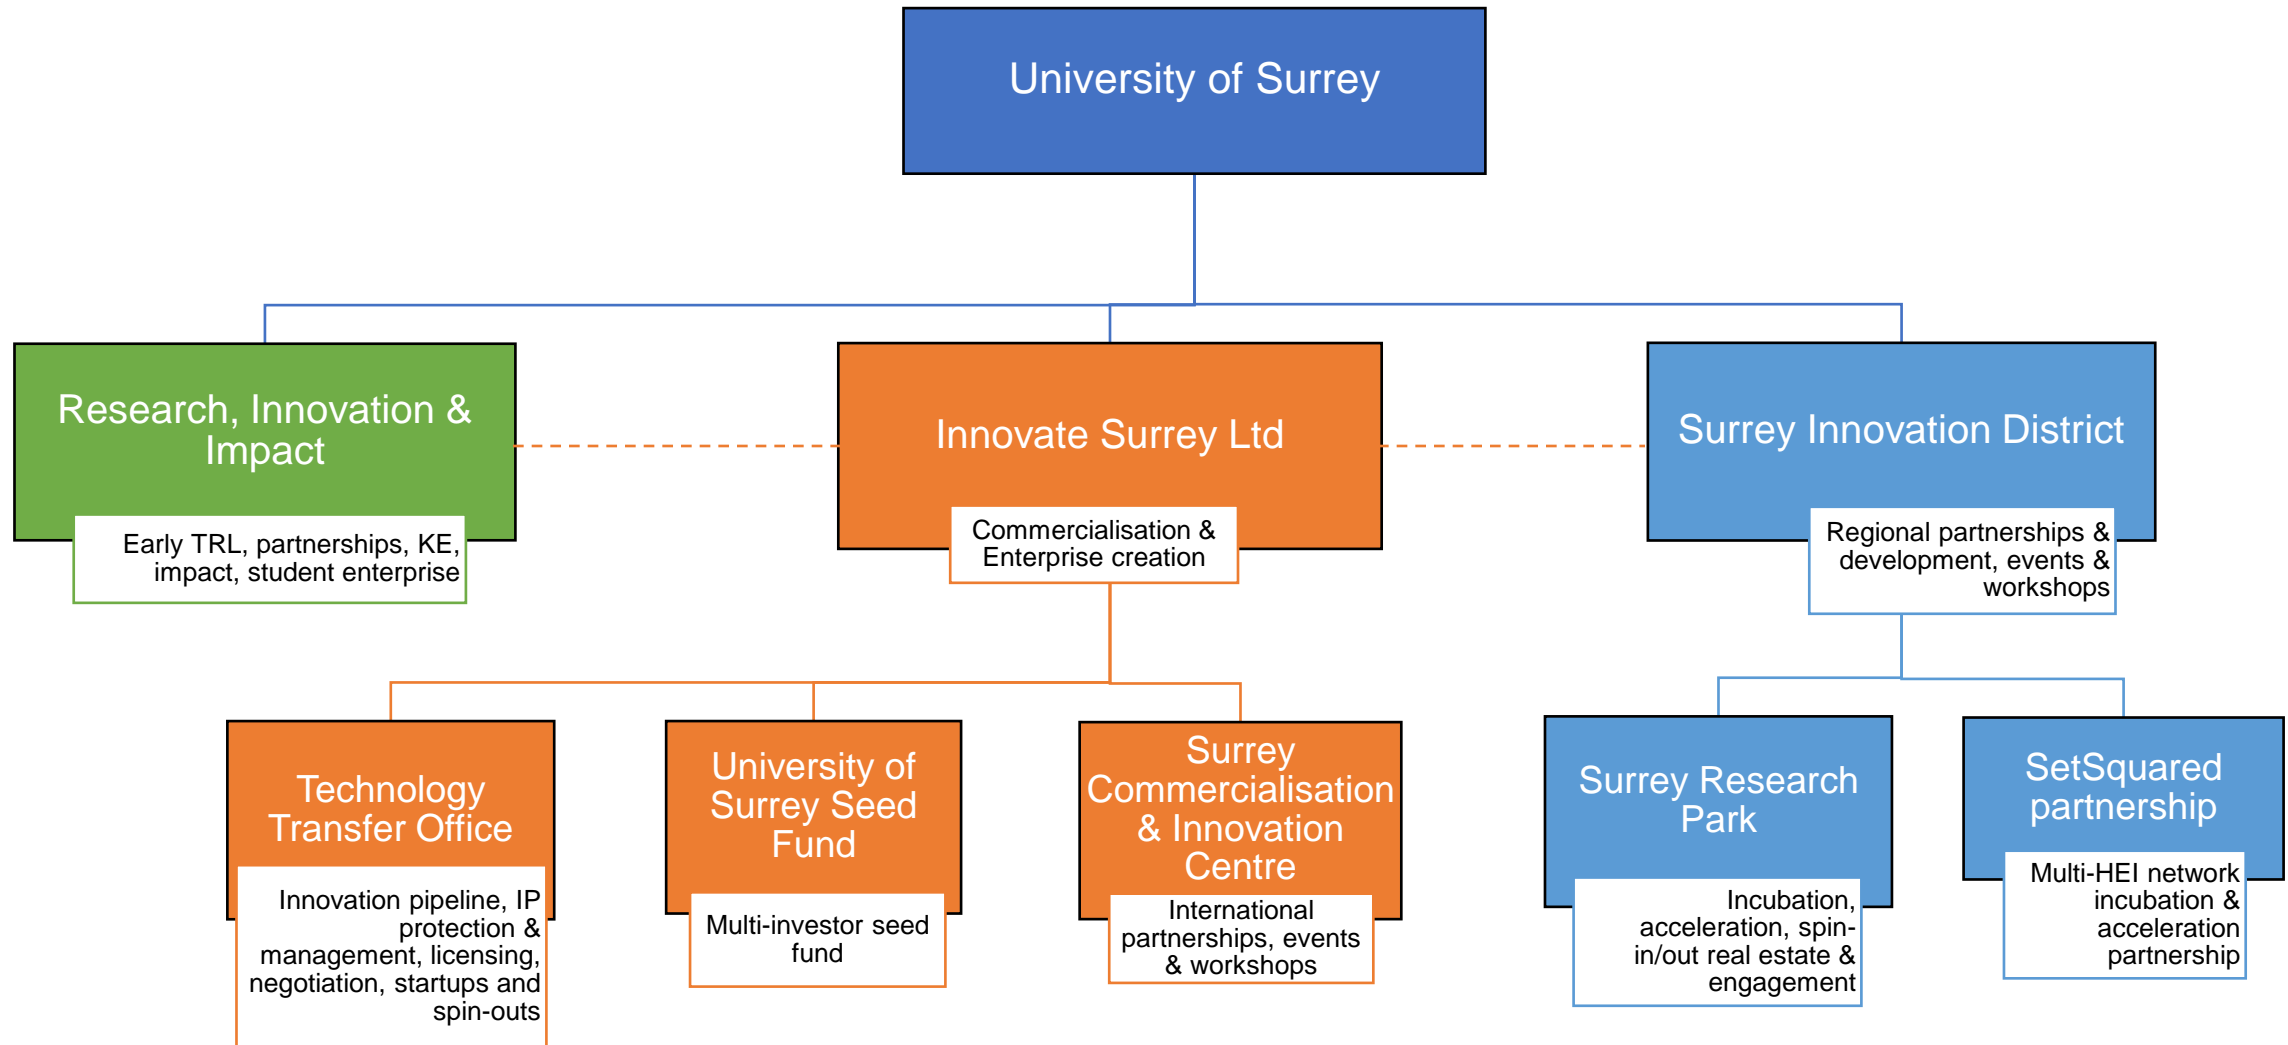 University of Surrey
Research, Innovation &
Impact
Early TRL, partnerships, KE,
impact, student enterprise
Innovate Surrey Ltd
Commercialisation &
Enterprise creation
Surrey Innovation District
Regional partnerships &
development, events &
workshops
Technology
Transfer Office
Innovation pipeline, IP
protection &
management, licensing,
negotiation, startups and
spin-outs
University of
Surrey Seed
Fund
Multi-investor seed
fund
Surrey
Commercialisation
& Innovation
Centre
International
partnerships, events
& workshops
Surrey Research
Park
Incubation,
acceleration, spin-
in/out real estate &
engagement
SetSquared
partnership
Multi-HEI network
incubation &
acceleration
partnership